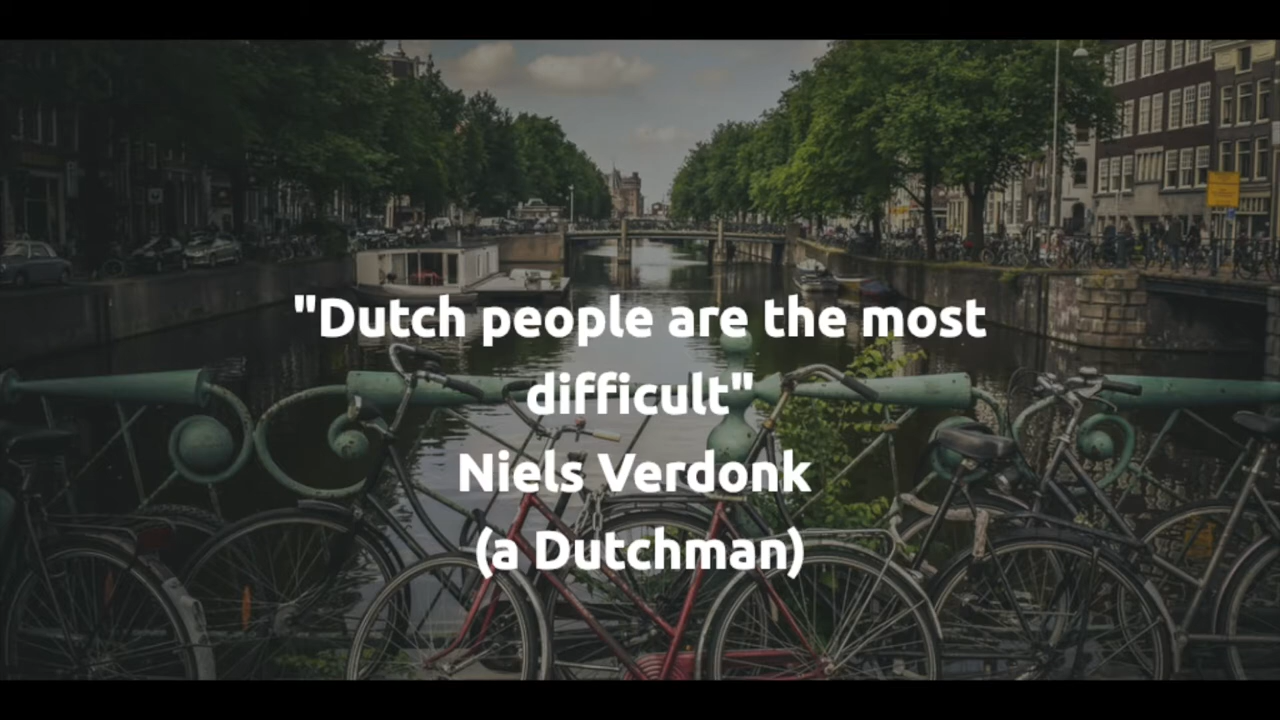 "Dutch people are the most
difficult"
Niels Verdonk
(a Dutchman)